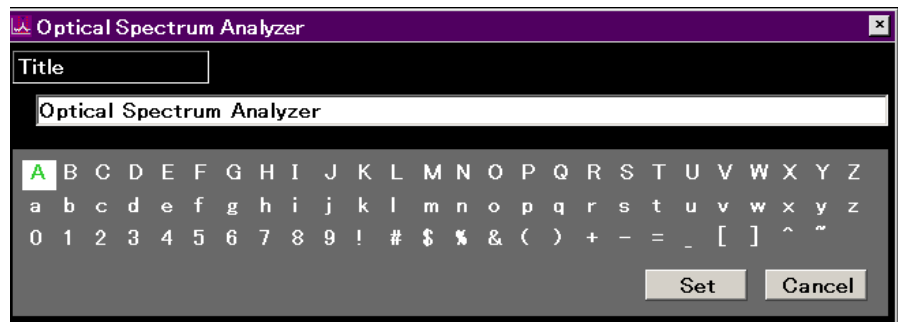 Optical Spectrum Analyzer
Title
Optical Spectrum Analyzer
A B C D E F G H I J K L M N O P Q R S T U V W X Y Z
a b c d e f g h i j k l m n o p q r s t u v w x y z
0 1 2 3 4 5 6 7 8 9 ! # $ % & ( ) + - = _ [ ] ^ ~
Set Cancel